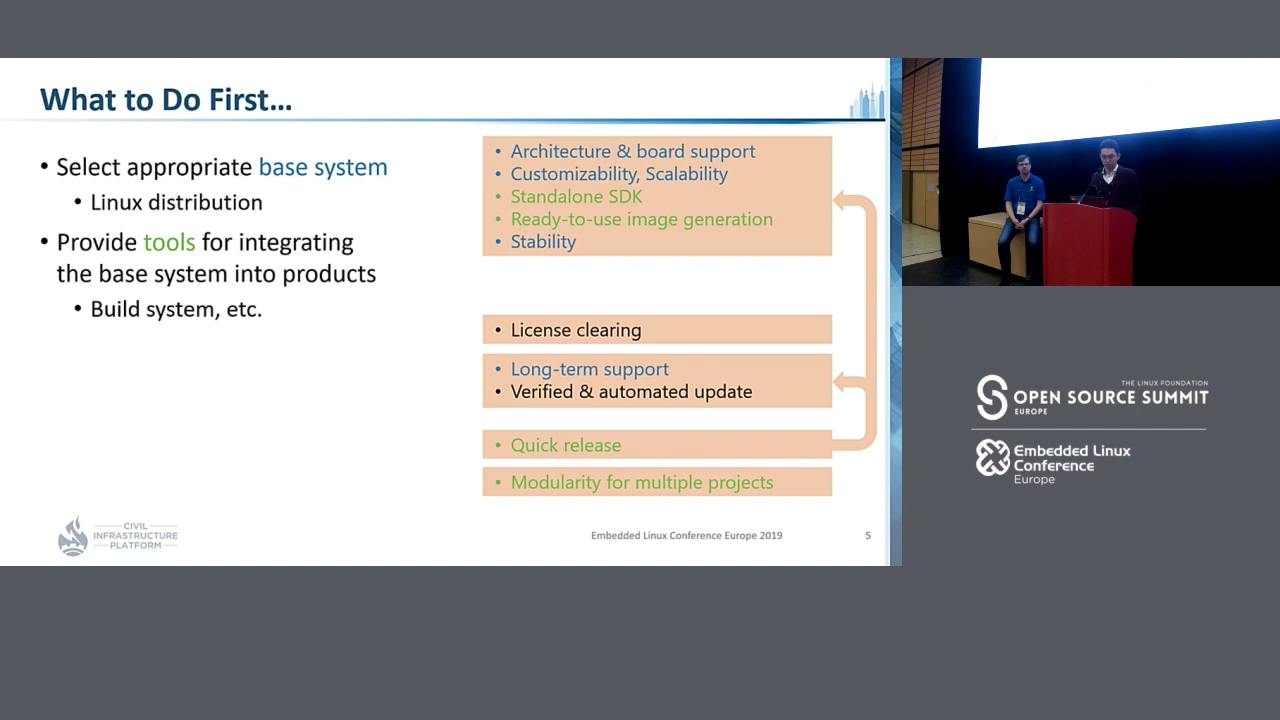 What to Do First...
• Select appropriate base system
• Linux distribution
• Provide tools for integrating
the base system into products
• Build system, etc.
• Architecture & board support
• Customizability, Scalability
• Standalone SDK
• Ready-to-use image generation
• Stability
• License clearing
• Long-term support
• Verified & automated update
• Quick release
• Modularity for multiple projects
CIVIL
INFRASTRUCTURE
PLATFORM
Embedded Linux Conference Europe 2019
5
THE LINUX FOUNDATION
OPEN SOURCE SUMMIT
EUROPE
Embedded Linux
Conference
Europe